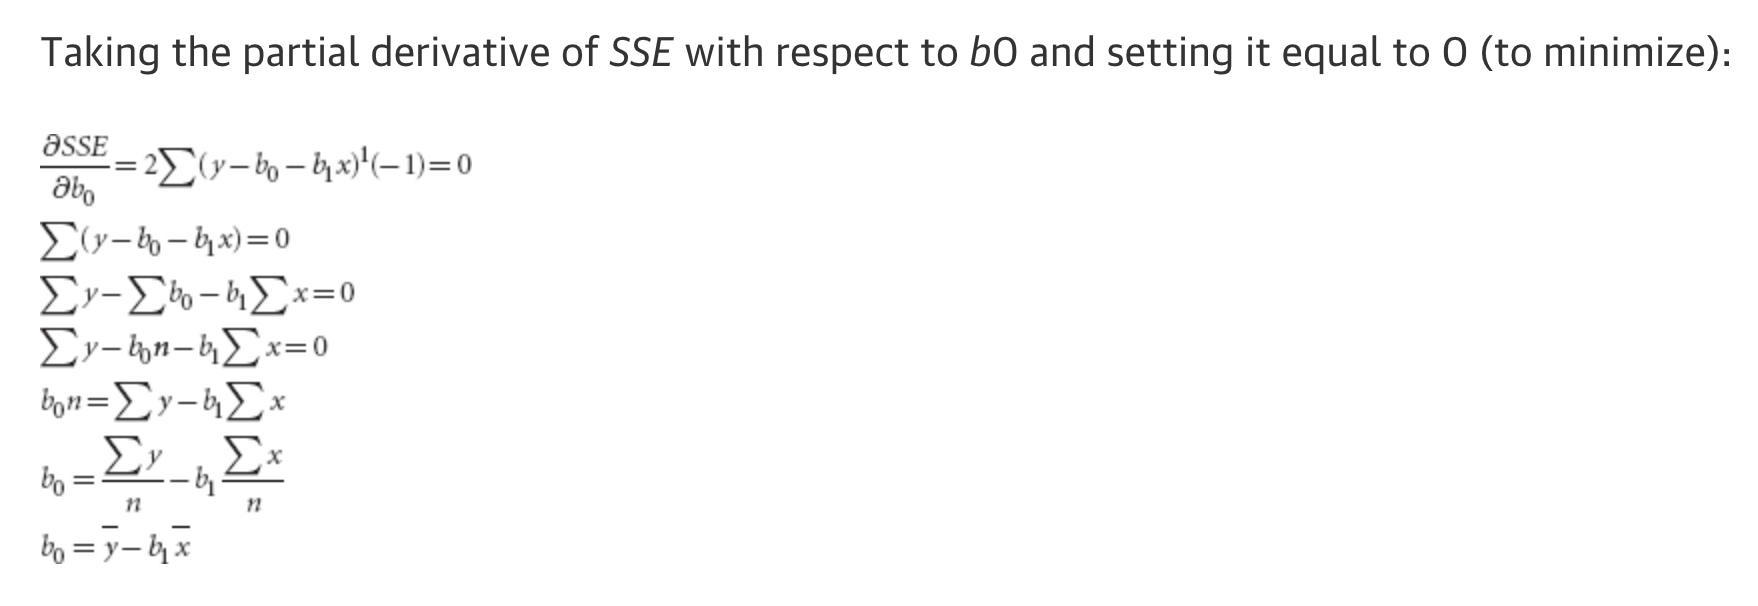 Taking the partial derivative of SSE with respect to b0 and setting it equal to 0 (to minimize):
∂SSE/∂b₀ = 2∑(y − b₀ − b₁x)¹(− 1) = 0
∑(y − b₀ − b₁x) = 0
∑y − ∑b₀ − b₁∑x = 0
∑y − b₀n − b₁∑x = 0
b₀n = ∑y − b₁∑x
b₀ = ∑y/n − b₁ ∑x/n
b₀ = y̅ − b₁x̅